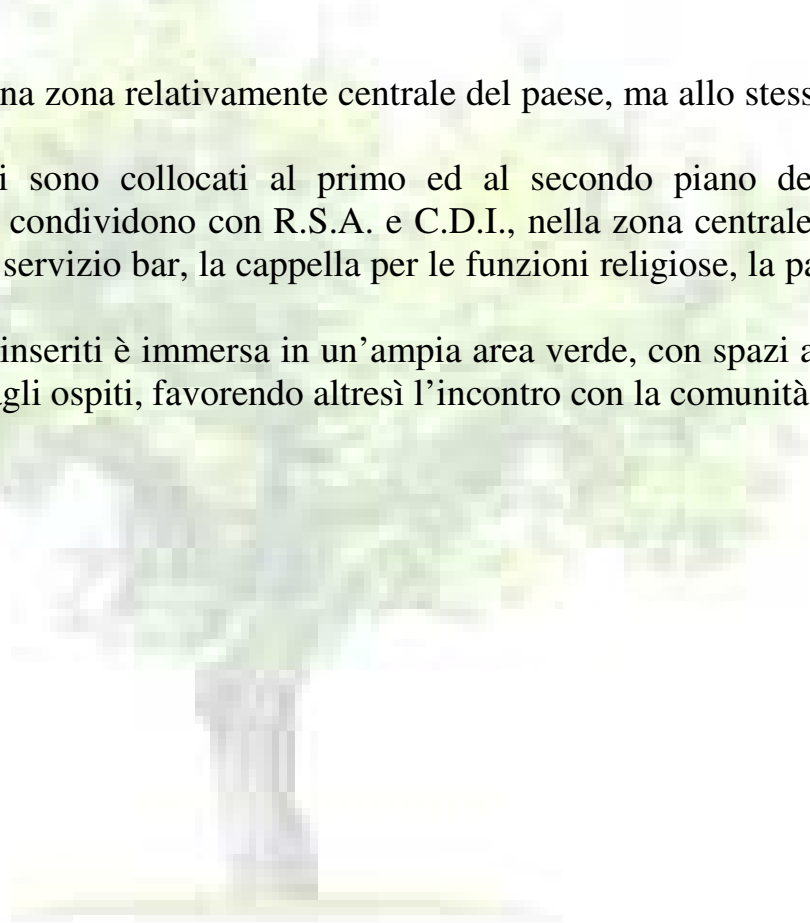 na zona relativamente centrale del paese, ma allo stess
i sono collocati al primo ed al secondo piano de
condividono con R.S.A. e C.D.I., nella zona centrale
servizio bar, la cappella per le funzioni religiose, la pa
inseriti è immersa in un’ampia area verde, con spazi a
gli ospiti, favorendo altresì l’incontro con la comunità